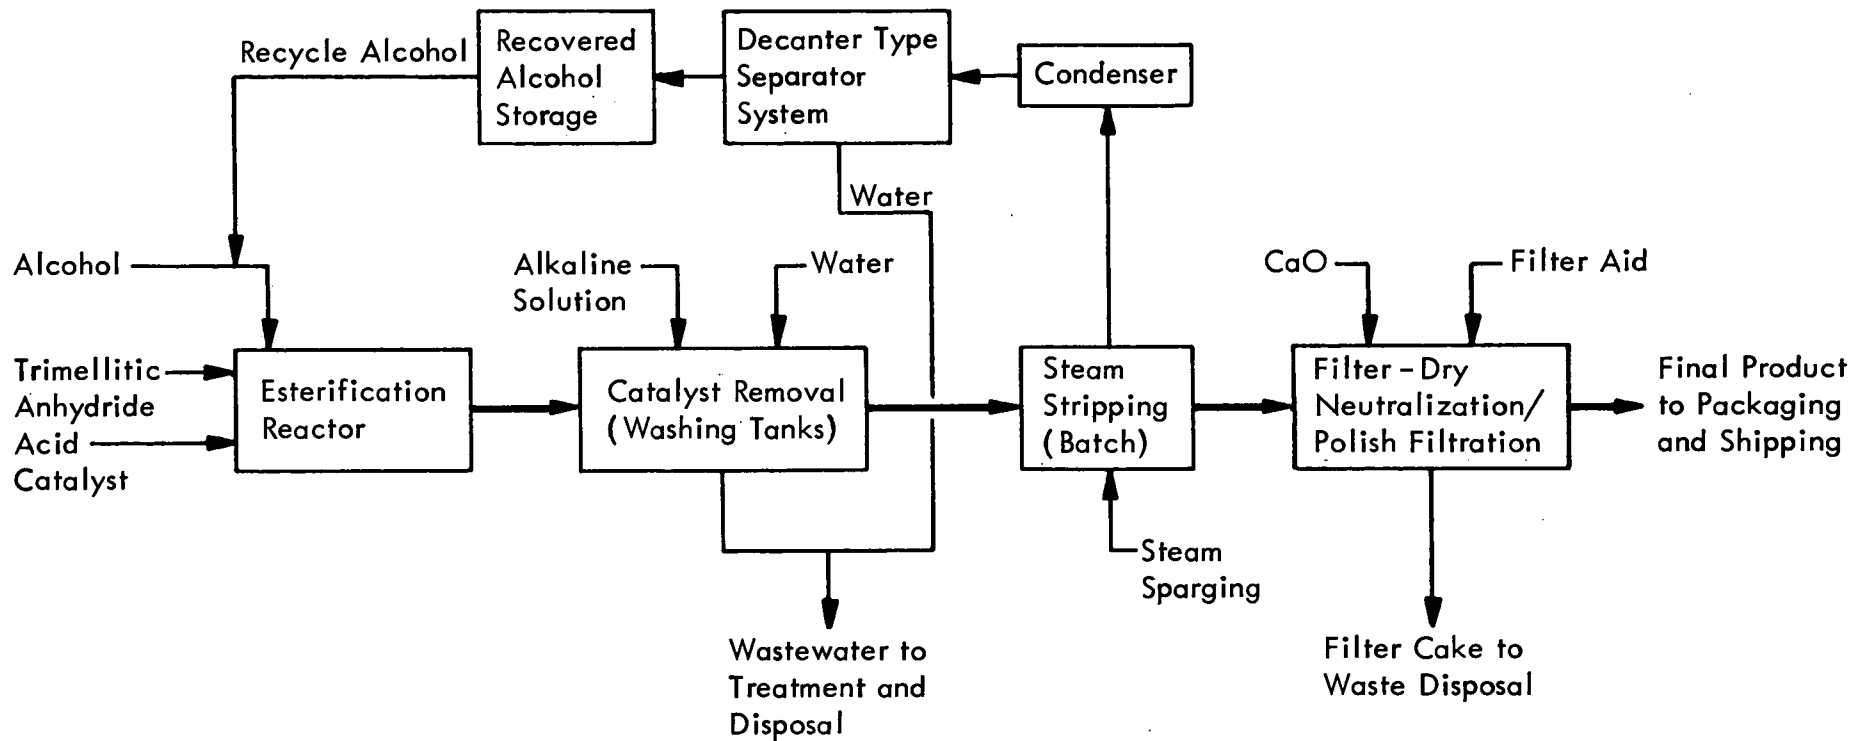 Recycle Alcohol
Recovered
Alcohol
Storage
Decanter Type
Separator
System
Condenser
Water
Alcohol
Alkaline
Solution
Water
CaO
Filter Aid
Trimellitic
Anhydride
Acid
Catalyst
Esterification
Reactor
Catalyst Removal
(Washing Tanks)
Steam
Stripping
(Batch)
Filter-Dry
Neutralization/
Polish Filtration
Final Product
to Packaging
and Shipping
Steam
Sparging
Wastewater to
Treatment and
Disposal
Filter Cake to
Waste Disposal